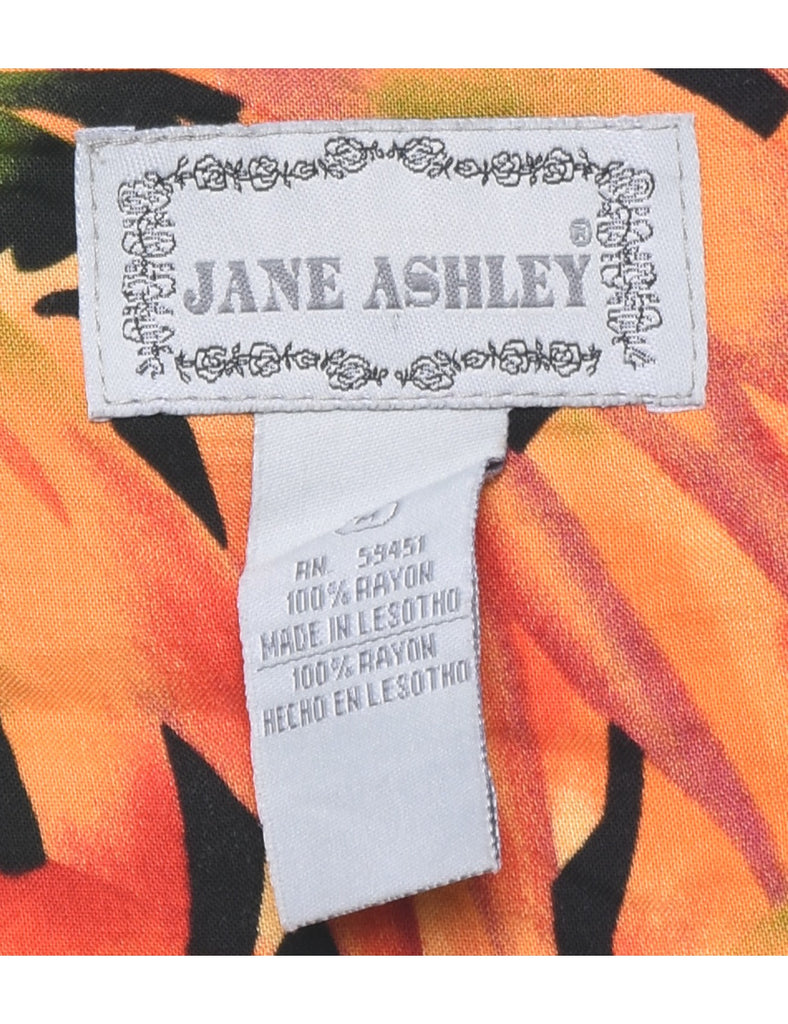 JANE ASHLEY ®
M
RN. 59451
100% RAYON
MADE IN LESOTHO
100% RAYON
HECHO EN LESOTHO